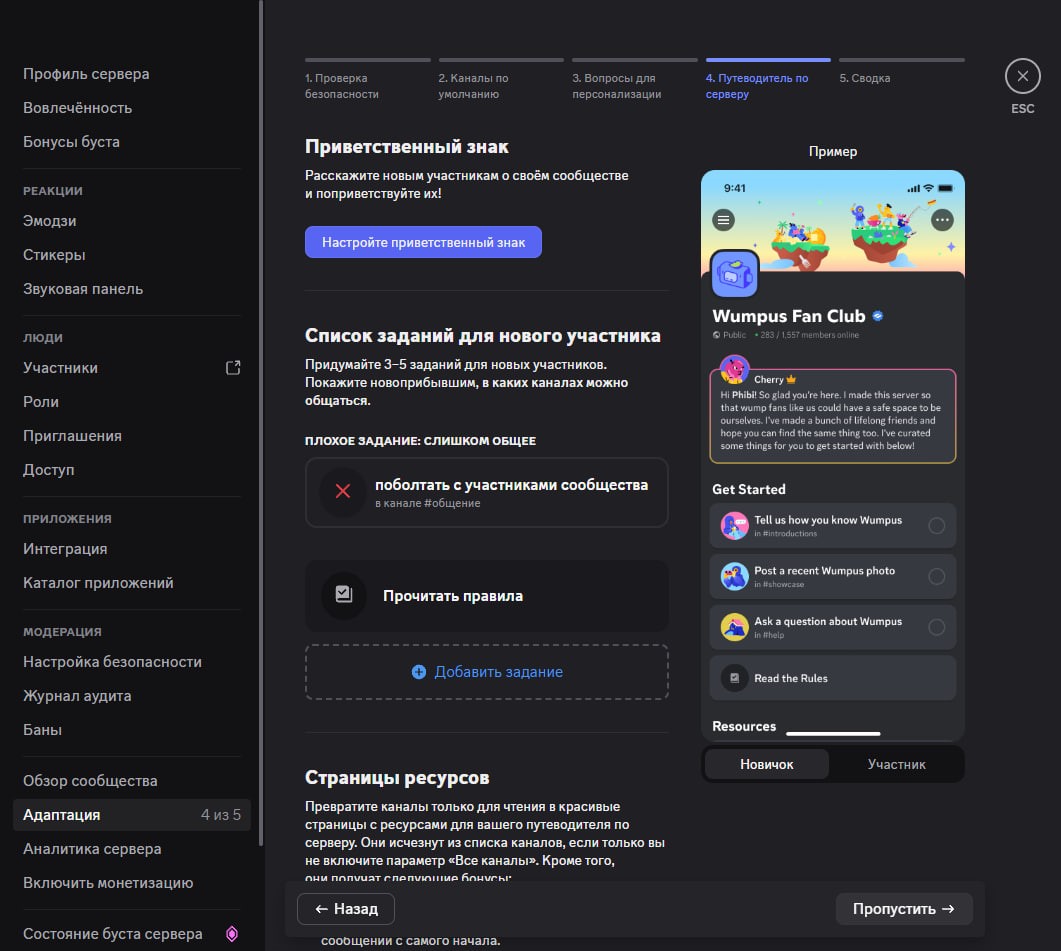 Профиль сервера
Вовлечённость
Бонусы буста
РЕАКЦИИ
Эмодзи
Стикеры
Звуковая панель
ЛЮДИ
Участники
Роли
Приглашения
Доступ
ПРИЛОЖЕНИЯ
Интеграция
Каталог приложений
МОДЕРАЦИЯ
Настройка безопасности
Журнал аудита
Баны
Обзор сообщества
Адаптация 4 из 5
Аналитика сервера
Включить монетизацию
Состояние буста сервера
1. Проверка
безопасности
2. Каналы по
умолчанию
3. Вопросы для
персонализации
4. Путеводитель по
серверу
5. Сводка
ESC
Приветственный знак
Расскажите новым участникам о своём сообществе
и поприветствуйте их!
Настройте приветственный знак
Список заданий для нового участника
Придумайте 3–5 заданий для новых участников.
Покажите новоприбывшим, в каких каналах можно
общаться.
ПЛОХОЕ ЗАДАНИЕ: СЛИШКОМ ОБЩЕЕ
поболтать с участниками сообщества
в канале #общение
Прочитать правила
Добавить задание
Страницы ресурсов
Превратите каналы только для чтения в красивые
страницы с ресурсами для вашего путеводителя по
серверу. Они исчезнут из списка каналов, если только вы
не включите параметр «Все каналы». Кроме того,
они получат следующие бонусы:
← Назад
Пропустить →
сообщений с самого начала.
Пример
9:41
Wumpus Fan Club
Public • 283 / 1,557 members online
Cherry
Hi Phibi! So glad you're here. I made this server so
that wump fans like us could have a safe space to be
ourselves. I've made a bunch of lifelong friends and
hope you can find the same thing too. I've curated
some things for you to get started with below!
Get Started
Tell us how you know Wumpus
in #introductions
Post a recent Wumpus photo
in #showcase
Ask a question about Wumpus
in #help
Read the Rules
Resources
Новичок
Участник